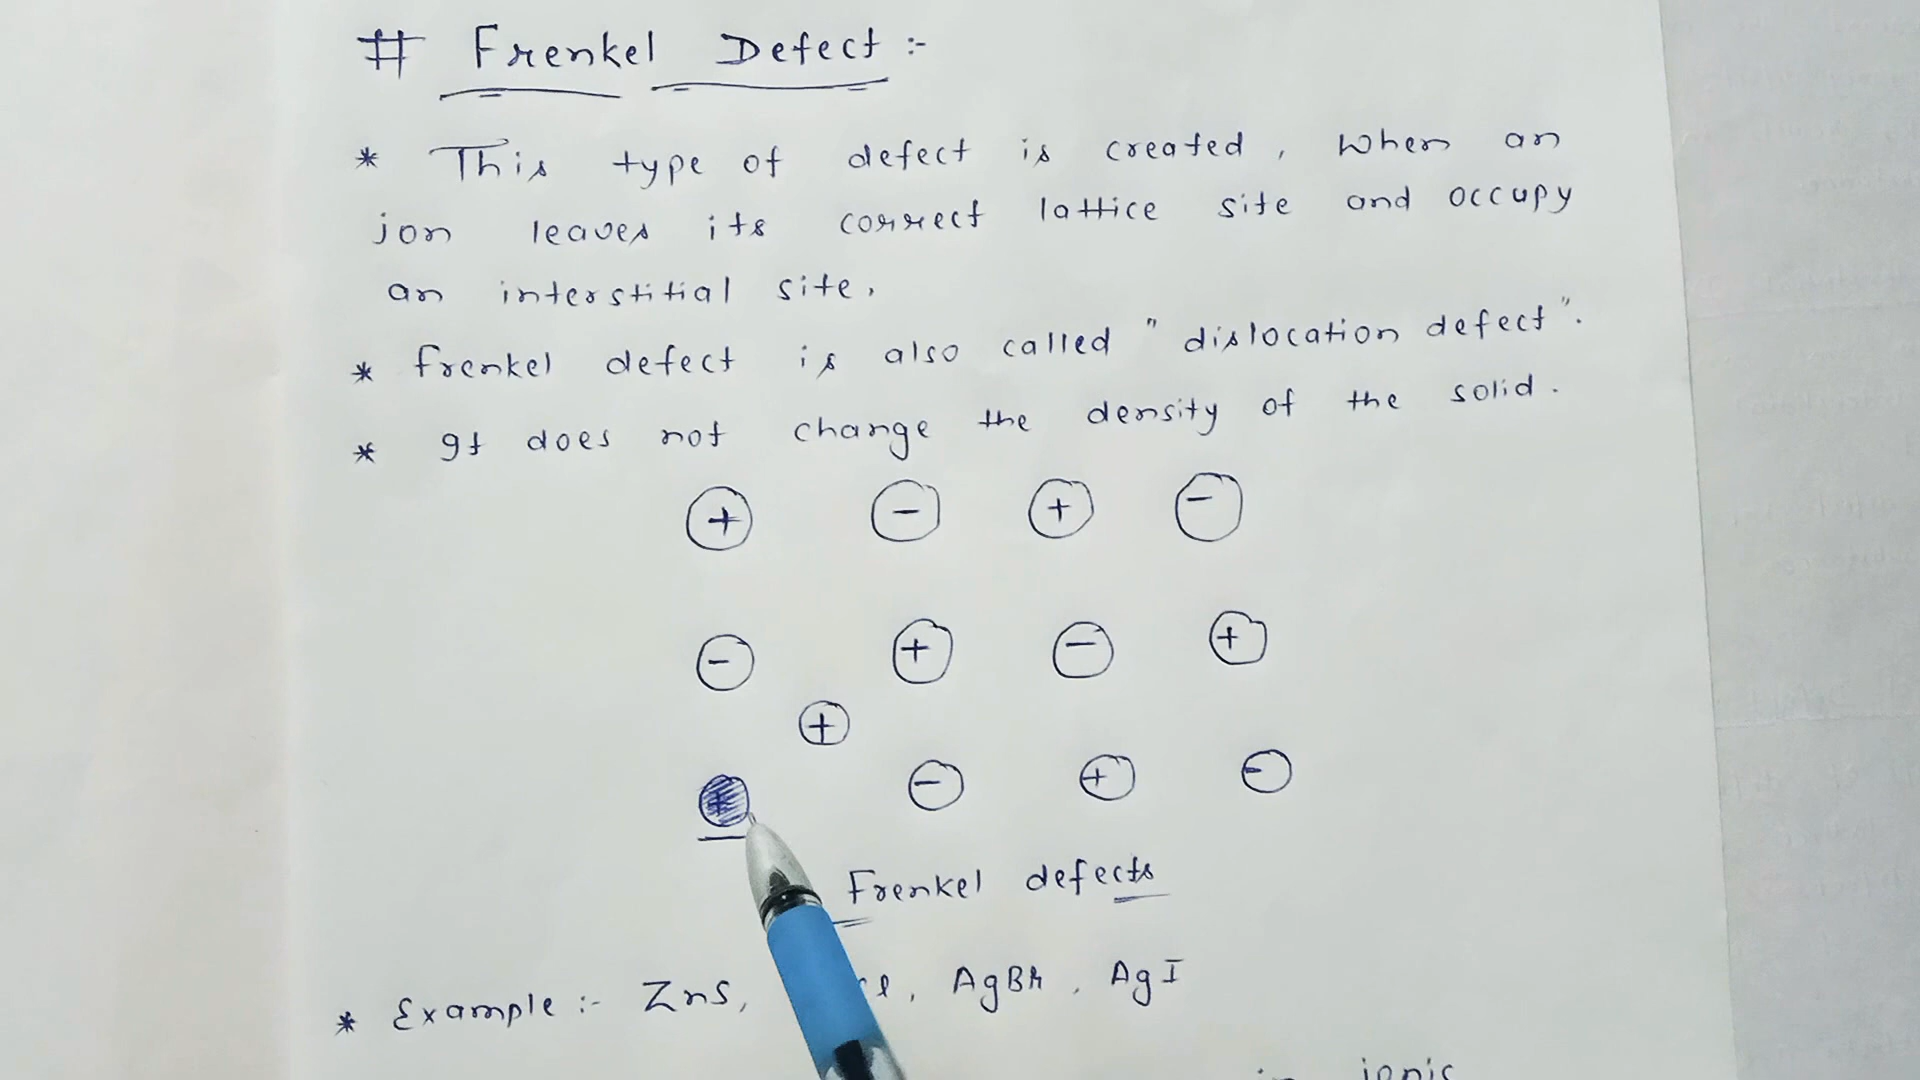 # Frenkel Defect :-
* This type of defect is created, when an
ion leaves its correct lattice site and occupy
an interstitial site.
* Frenkel defect is also called "dislocation defect".
* It does not change the density of the solid.
+ - + -
- + - +
+
+ - + -
Frenkel defects
* Example :- ZnS, AgBr, AgI
ionic